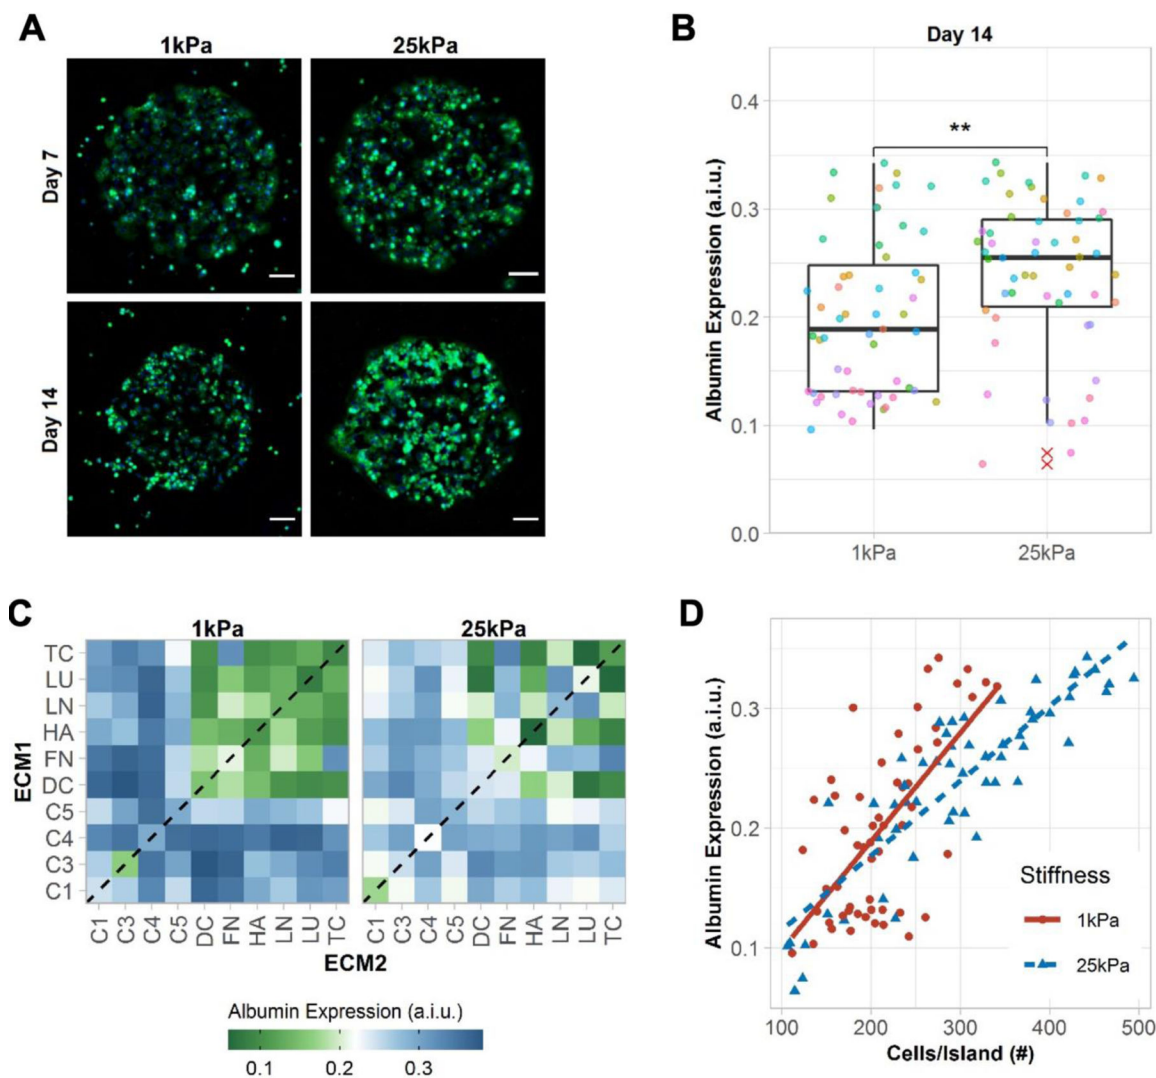 A
1kPa
25kPa
Day 7
Day 14
B
Day 14
Albumin Expression (a.i.u.)
0.4
0.3
0.2
0.1
0.0
**
1kPa
25kPa
C
1kPa
25kPa
ECM1
TC
LU
LN
HA
FN
DC
C5
C4
C3
C1
C1 C3 C4 C5 DC FN HA LN LU TC
C1 C3 C4 C5 DC FN HA LN LU TC
ECM2
Albumin Expression (a.i.u.)
0.1 0.2 0.3
D
Albumin Expression (a.i.u.)
0.3
0.2
0.1
Stiffness
1kPa
25kPa
100 200 300 400 500
Cells/Island (#)